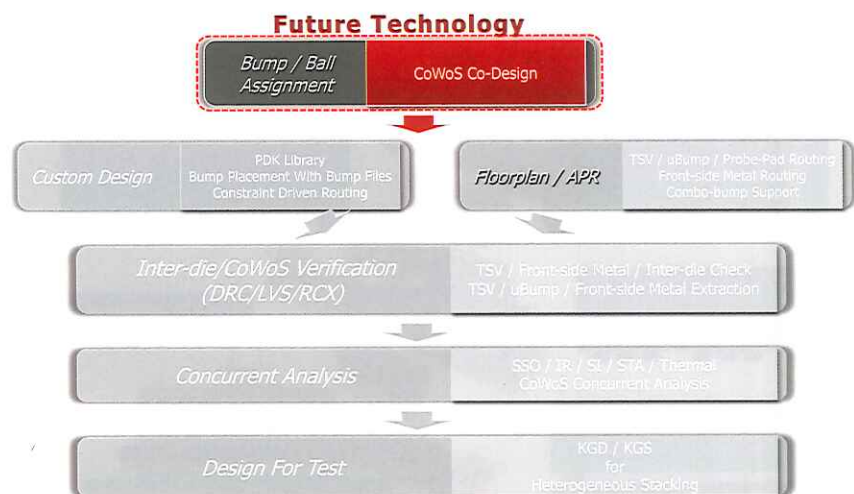 Future Technology
Bump / Ball
Assignment
CoWoS Co-Design
Custom Design
PDK Library
Bump Placement With Bump Files
Constraint Driven Routing
Floorplan / APR
TSV / uBump / Probe-Pad Routing
Front-side Metal Routing
Combo-bump Support
Inter-die/CoWoS Verification
(DRC/LVS/RCX)
TSV / Front-side Metal / Inter-die Check
TSV / uBump / Front-side Metal Extraction
Concurrent Analysis
SSO / IR / SI / STA / Thermal
CoWoS Concurrent Analysis
Design For Test
KGD / KGS
for
Heterogeneous Stacking